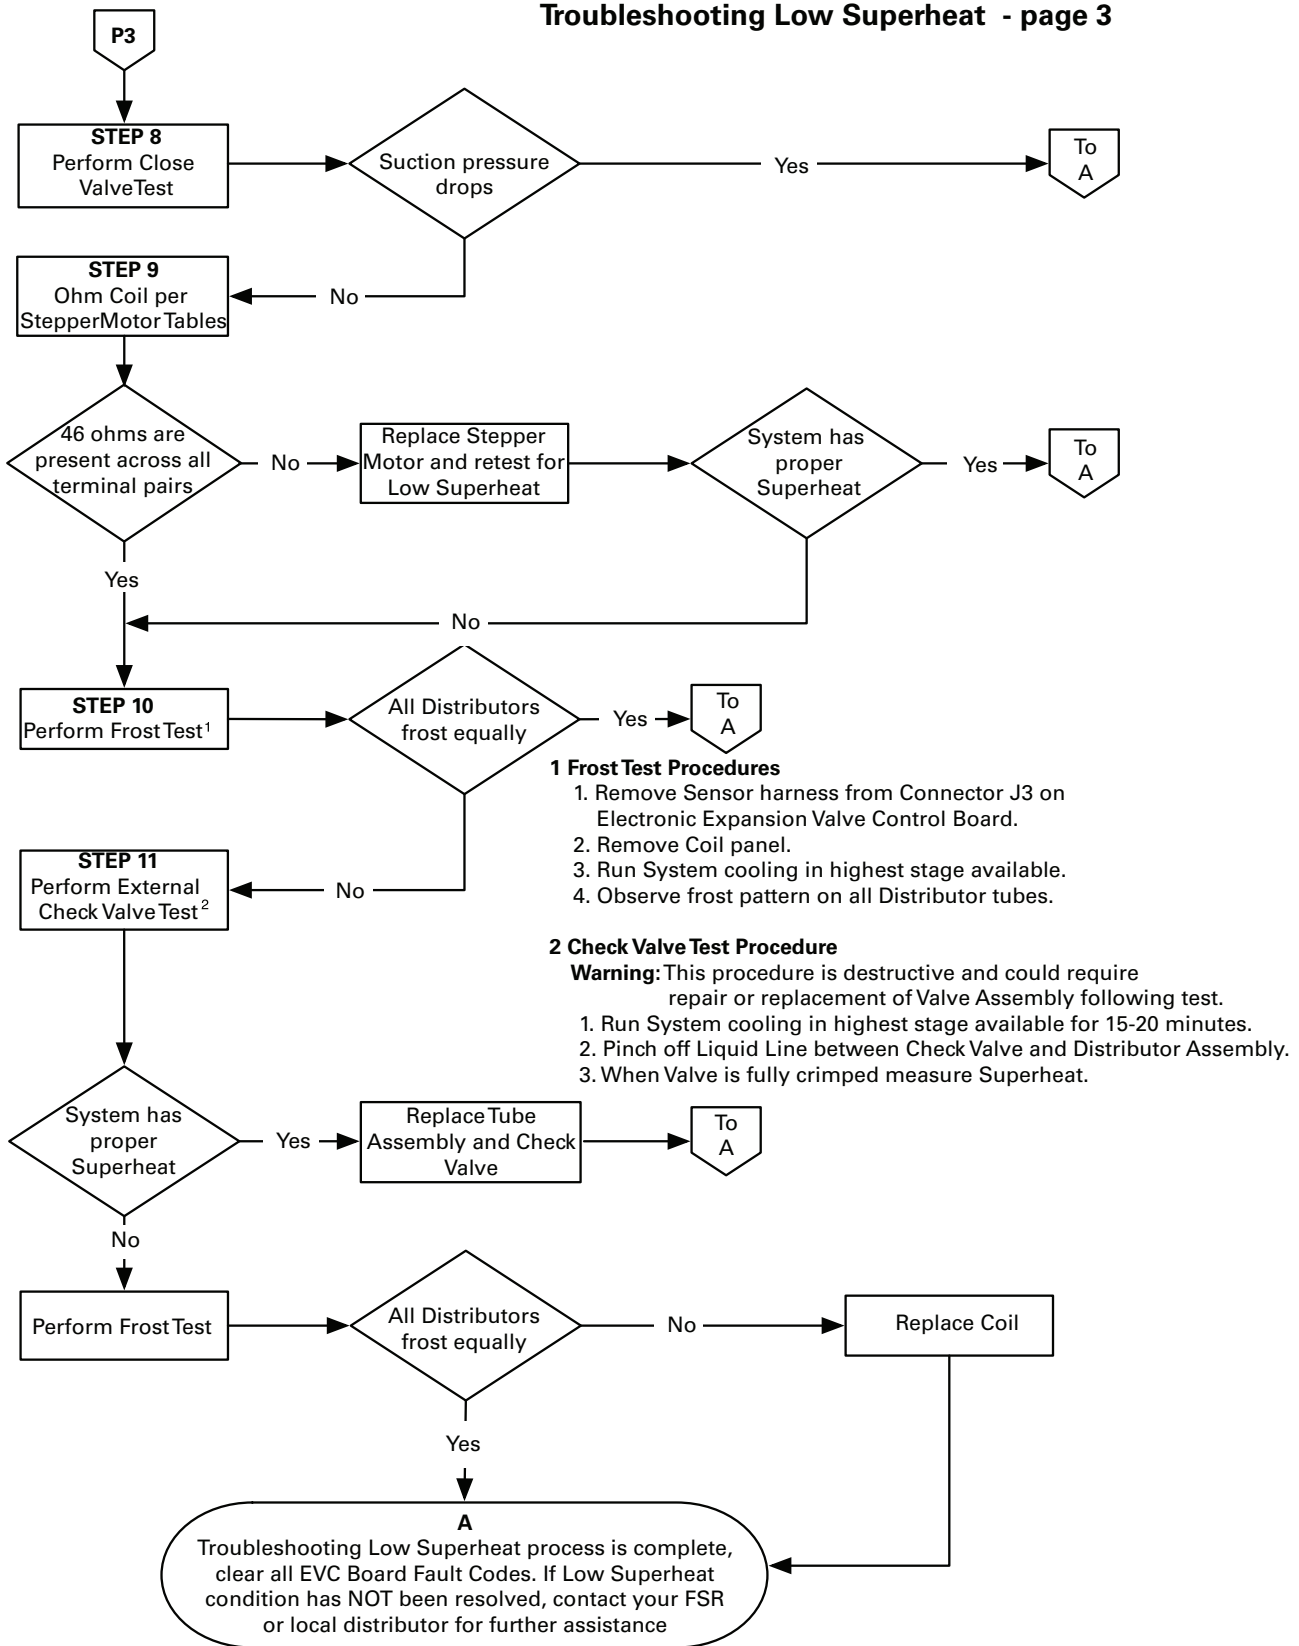 Troubleshooting Low Superheat - page 3
P3
STEP 8
Perform Close
Valve Test
Suction pressure
drops
Yes
To
A
STEP 9
Ohm Coil per
Stepper Motor Tables
No
46 ohms are
present across all
terminal pairs
No
Replace Stepper
Motor and retest for
Low Superheat
System has
proper
Superheat
Yes
To
A
Yes
No
STEP 10
Perform Frost Test1
All Distributors
frost equally
Yes
To
A
1 Frost Test Procedures
1. Remove Sensor harness from Connector J3 on
Electronic Expansion Valve Control Board.
2. Remove Coil panel.
3. Run System cooling in highest stage available.
4. Observe frost pattern on all Distributor tubes.
STEP 11
Perform External
Check Valve Test2
No
2 Check Valve Test Procedure
Warning: This procedure is destructive and could require
repair or replacement of Valve Assembly following test.
1. Run System cooling in highest stage available for 15-20 minutes.
2. Pinch off Liquid Line between Check Valve and Distributor Assembly.
3. When Valve is fully crimped measure Superheat.
System has
proper
Superheat
Yes
Replace Tube
Assembly and Check
Valve
To
A
No
Perform Frost Test
All Distributors
frost equally
No
Replace Coil
Yes
A
Troubleshooting Low Superheat process is complete,
clear all EVC Board Fault Codes. If Low Superheat
condition has NOT been resolved, contact your FSR
or local distributor for further assistance